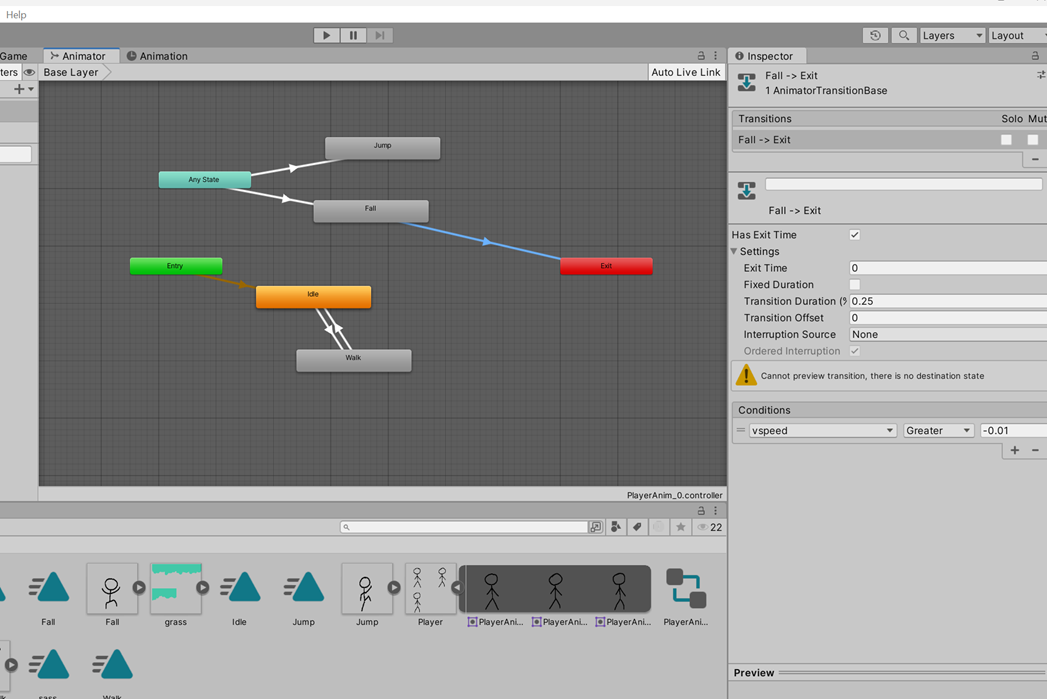 Help
Layers
Layout
Game
Animator
Animation
Inspector
ters
Base Layer
Auto Live Link
Fall -> Exit
1 AnimatorTransitionBase
Transitions
Solo Mut
Fall -> Exit
Fall -> Exit
Jump
Any State
Fall
Entry
Exit
Idle
Walk
Has Exit Time
Settings
Exit Time
0
Fixed Duration
Transition Duration (%
0.25
Transition Offset
0
Interruption Source
None
Ordered Interruption
Cannot preview transition, there is no destination state
Conditions
vspeed
Greater
-0.01
PlayerAnim_0.controller
22
Fall
Fall
grass
Idle
Jump
Jump
Player
PlayerAni...
PlayerAni...
PlayerAni...
PlayerAni...
Preview